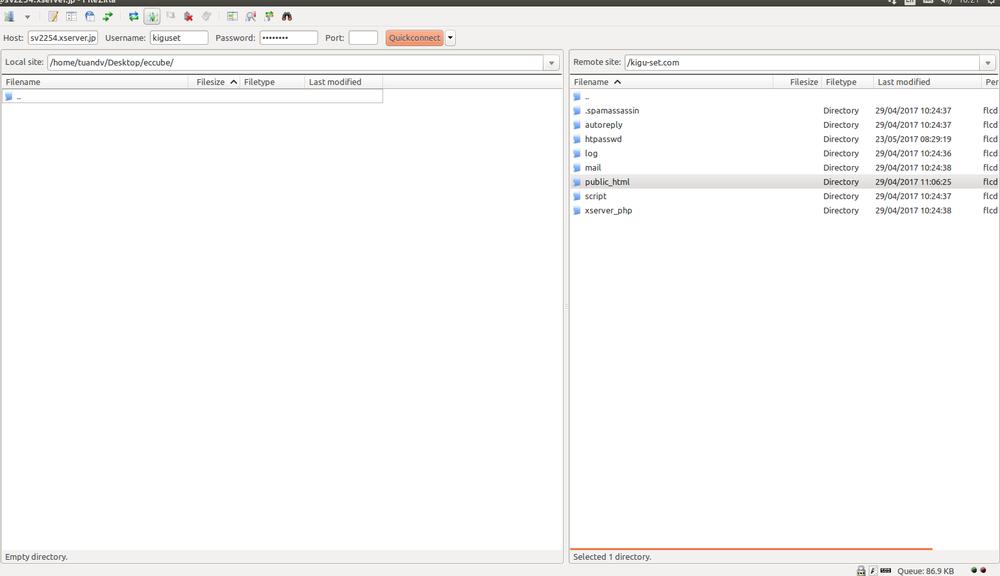 Host: sv2254.xserver.jp Username: kiguset Password: •••••••• Port: Quickconnect
Local site: /home/tuandv/Desktop/eccube/
Filename Filesize Filetype Last modified
..
Empty directory.
Remote site: /kigu-set.com
Filename Filesize Filetype Last modified Per
..
.spamassassin Directory 29/04/2017 10:24:37 flcd
autoreply Directory 29/04/2017 10:24:37 flcd
htpasswd Directory 23/05/2017 08:29:19 flcd
log Directory 29/04/2017 10:24:36 flcd
mail Directory 29/04/2017 10:24:38 flcd
public_html Directory 29/04/2017 11:06:25 flcd
script Directory 29/04/2017 10:24:37 flcd
xserver_php Directory 29/04/2017 10:24:38 flcd
Selected 1 directory.
Queue: 86.9 KB